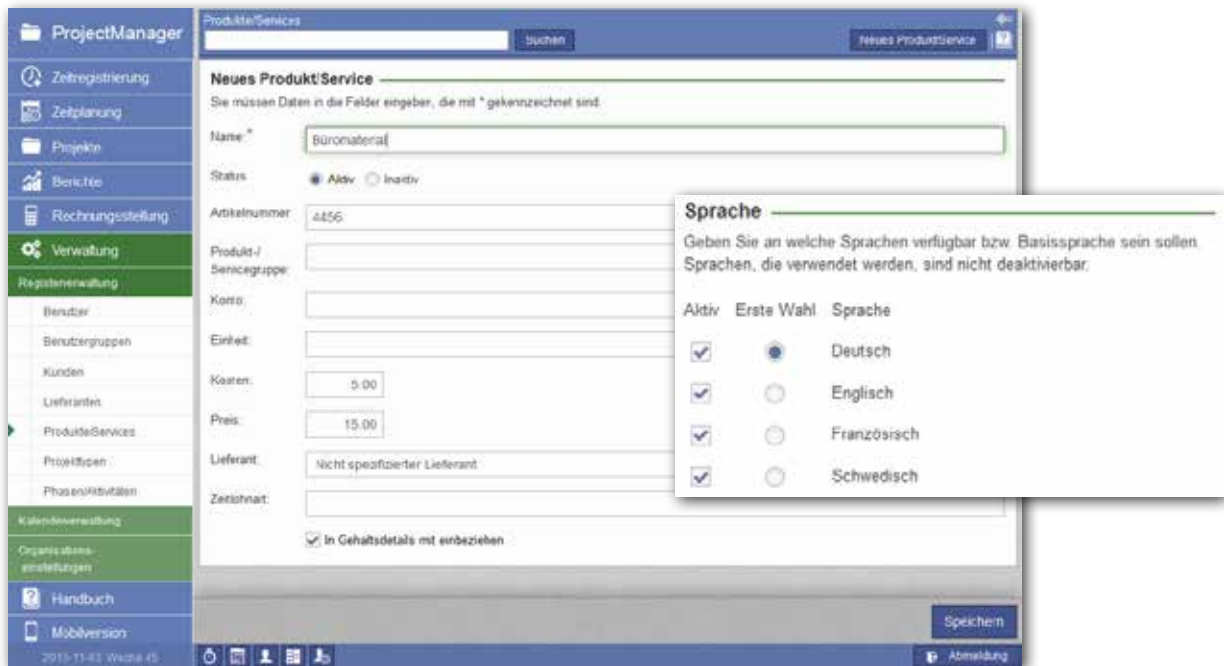 ProjectManager
Zeitregistrierung
Zeitplanung
Projekte
Berichte
Rechnungsstellung
Verwaltung
Registerverwaltung
Benutzer
Benutzergruppen
Kunden
Lieferanten
Produkte/Services
Projekttypen
Phasen/Aktivitäten
Kalenderverwaltung
Organisations-
einstellungen
Handbuch
Mobilversion
2015-11-03 Woche 45
Produkte/Services
Suchen
Neues Produkt/Service
Neues Produkt/Service
Sie müssen Daten in die Felder eingeben, die mit * gekennzeichnet sind.
Name:*
Büromaterial
Status
Aktiv Inaktiv
Artikelnummer
4456
Produkt-/
Servicegruppe:
Konto:
Einheit:
Kosten:
5.00
Preis:
15.00
Lieferant:
Nicht spezifizierter Lieferant
Zeitlohnart:
In Gehaltsdetails mit einbeziehen
Speichern
Abmeldung
Sprache
Geben Sie an welche Sprachen verfügbar bzw. Basissprache sein sollen.
Sprachen, die verwendet werden, sind nicht deaktivierbar.
Aktiv Erste Wahl Sprache
Deutsch
Englisch
Französisch
Schwedisch